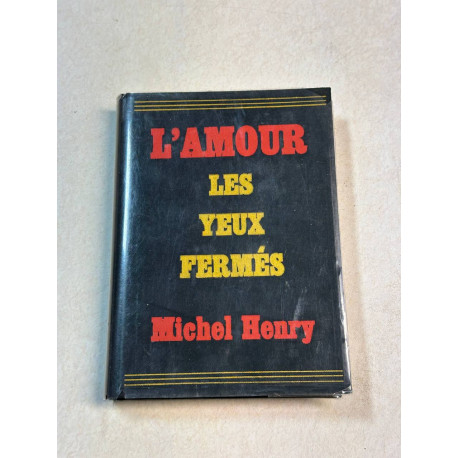 L'AMOUR
LES
YEUX
FERMÉS
Michel Henry